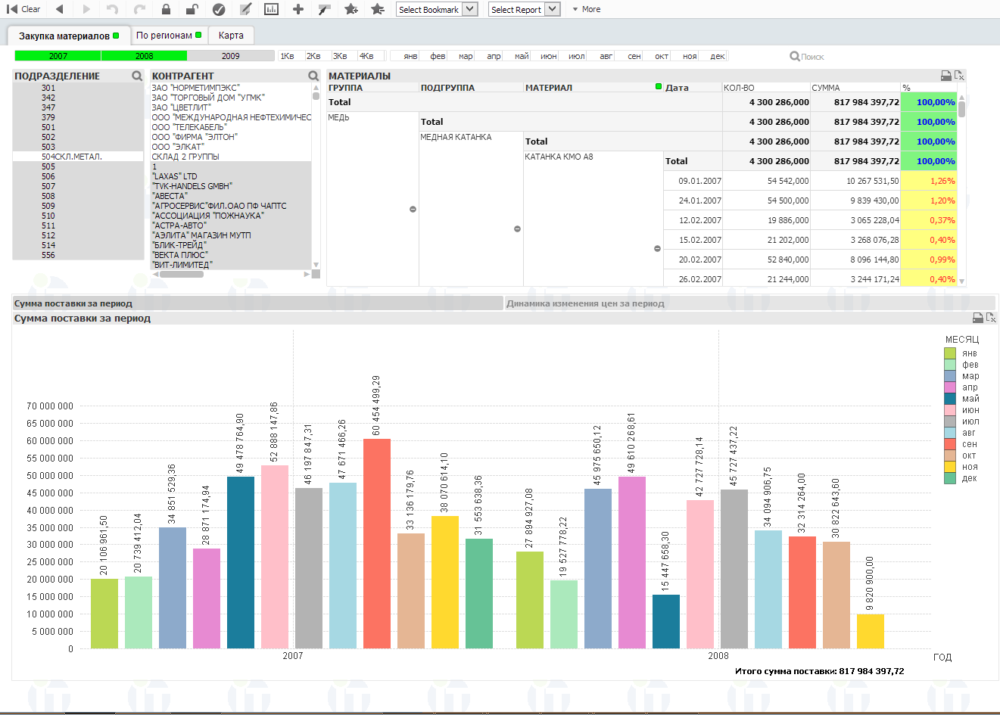 Clear Select Bookmark Select Report More
Закупка материалов По регионам Карта
2007 2008 2009 1Кв 2Кв 3Кв 4Кв янв фев мар апр май июн июл авг сен окт ноя дек Поиск
ПОДРАЗДЕЛЕНИЕ
301
342
347
379
501
502
503
504СКЛ.МЕТАЛ.
505
506
507
508
509
510
511
512
514
556
КОНТРАГЕНТ
ЗАО "НОРМЕТИМПЭКС"
ЗАО "ТОРГОВЫЙ ДОМ "УГМК"
ЗАО "ЦВЕТЛИТ"
ООО "МЕЖДУНАРОДНАЯ НЕФТЕХИМИЧЕС
ООО "ТЕЛЕКАБЕЛЬ"
ООО "ФИРМА "ЭЛТОН"
ООО "ЭЛКАТ"
СКЛАД 2 ГРУППЫ
1
"LAXAS" LTD
"TVK-HANDELS GMBH"
"АВЕСТА"
"АГРОСЕРВИС"ФИЛ.ОАО ПФ ЧАПТС
"АССОЦИАЦИЯ "ПОЖНАУКА"
"АСТРА-АВТО"
"АЭЛИТА" МАГАЗИН МУТП
"БЛИК-ТРЕЙД"
"ВЕКТА ПЛЮС"
"ВИТ-ЛИМИТЕД"
МАТЕРИАЛЫ
ГРУППА ПОДГРУППА МАТЕРИАЛ Дата КОЛ-ВО СУММА %
Total 4 300 286,000 817 984 397,72 100,00%
МЕДЬ Total 4 300 286,000 817 984 397,72 100,00%
МЕДНАЯ КАТАНКА Total 4 300 286,000 817 984 397,72 100,00%
КАТАНКА КМО А8 Total 4 300 286,000 817 984 397,72 100,00%
09.01.2007 54 542,000 10 267 531,50 1,26%
24.01.2007 54 500,000 9 839 430,00 1,20%
12.02.2007 19 886,000 3 065 228,04 0,37%
15.02.2007 21 202,000 3 268 076,28 0,40%
20.02.2007 52 840,000 8 096 144,80 0,99%
26.02.2007 21 244,000 3 244 171,24 0,40%
Сумма поставки за период Динамика изменения цен за период
Сумма поставки за период
70 000 000
65 000 000
60 000 000
55 000 000
50 000 000
45 000 000
40 000 000
35 000 000
30 000 000
25 000 000
20 000 000
15 000 000
10 000 000
5 000 000
0
20 106 961,50
20 739 412,04
34 851 529,36
28 871 174,94
49 478 764,90
52 888 147,86
46 197 847,31
47 671 466,26
60 454 499,29
33 136 179,76
38 070 614,10
31 553 638,36
27 894 927,08
19 527 778,22
45 975 650,12
49 610 268,61
15 447 658,30
42 727 728,14
45 727 437,22
34 094 906,75
32 314 264,00
30 822 643,60
9 820 900,00
2007 2008 ГОД
Итого сумма поставки: 817 984 397,72
МЕСЯЦ
янв
фев
мар
апр
май
июн
июл
авг
сен
окт
ноя
дек